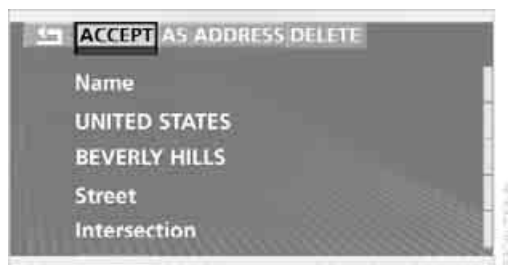 ACCEPT AS ADDRESS DELETE
Name
UNITED STATES
BEVERLY HILLS
Street
Intersection